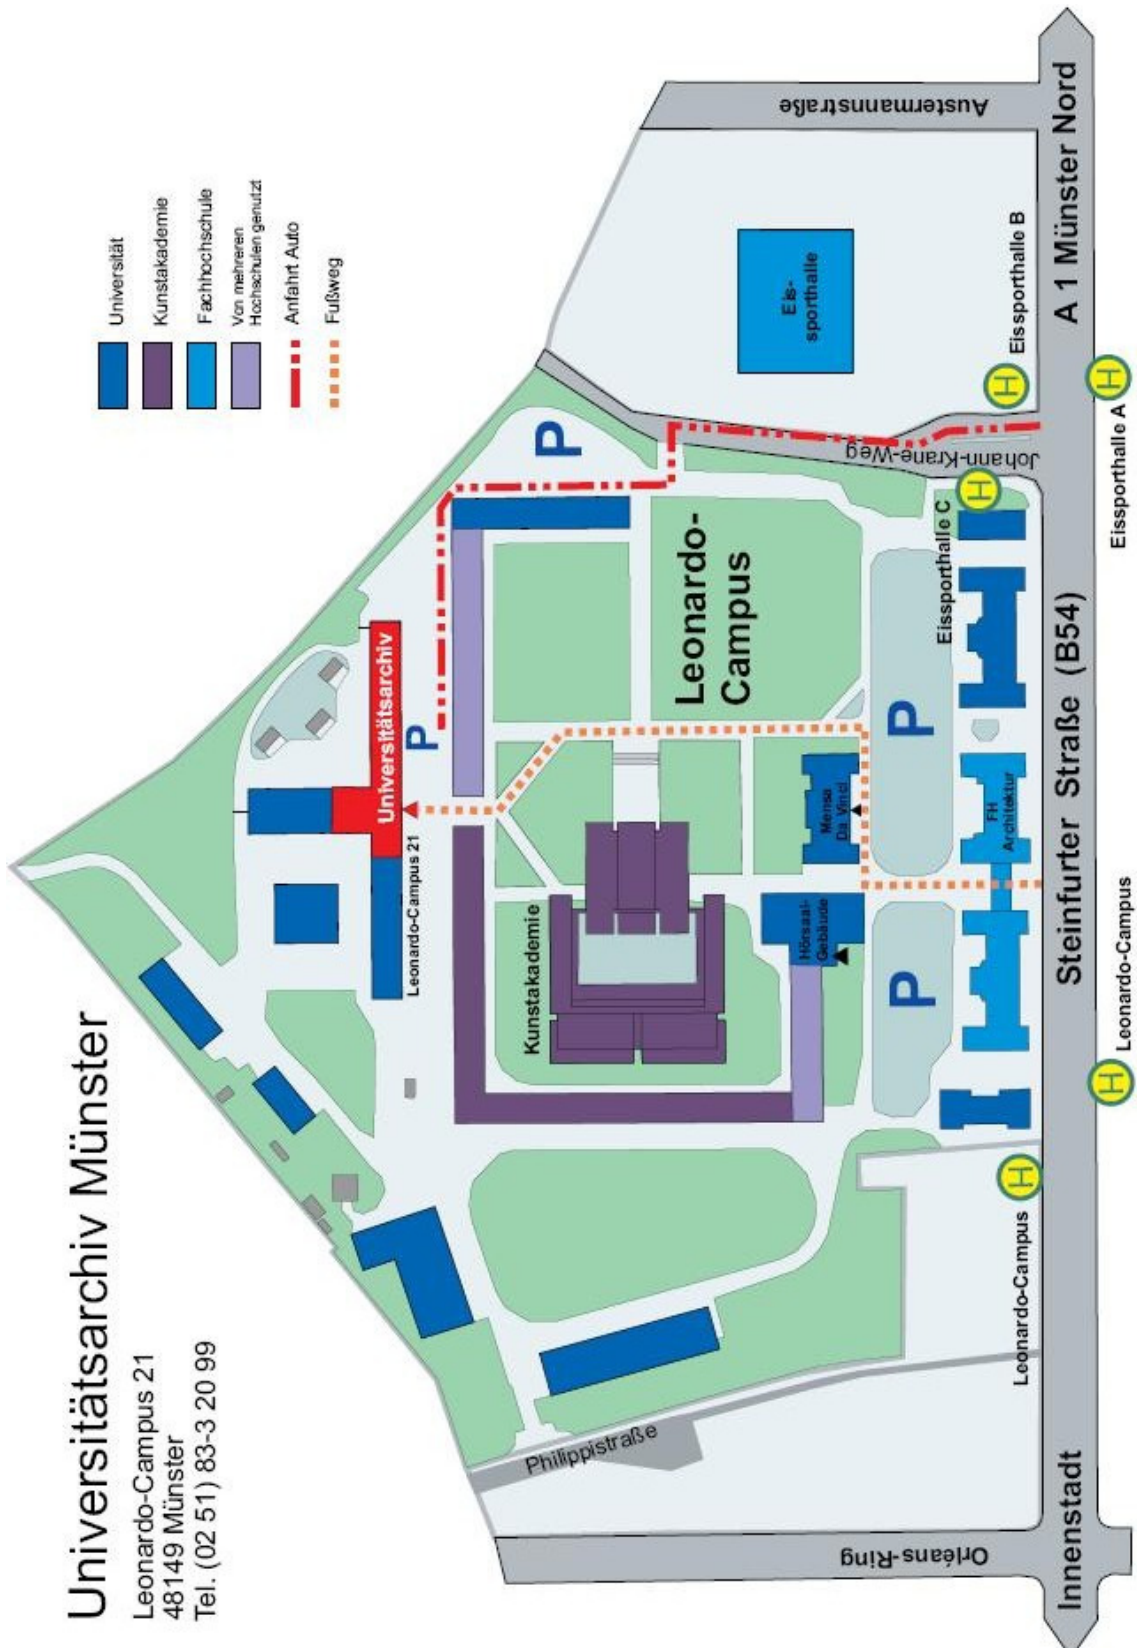 Universitätsarchiv Münster
Leonardo-Campus 21
48149 Münster
Tel. (02 51) 83-3 20 99
Universität
Kunstakademie
Fachhochschule
Von mehreren
Hochschulen genutzt
Anfahrt Auto
Fußweg
Universitätsarchiv
P
Leonardo-Campus 21
P
Kunstakademie
Leonardo-
Campus
Philippistraße
Hörsaal-
Gebäude
Mensa
Da Vinci
P
P
Johann-Krane-Weg
Eis-
sporthalle
Austermannstraße
Orléans-Ring
FH
Architektur
Eissporthalle C
H
Eissporthalle B
H
Leonardo-Campus
H
Innenstadt
Steinfurter Straße (B54)
A 1 Münster Nord
H
Leonardo-Campus
H
Eissporthalle A